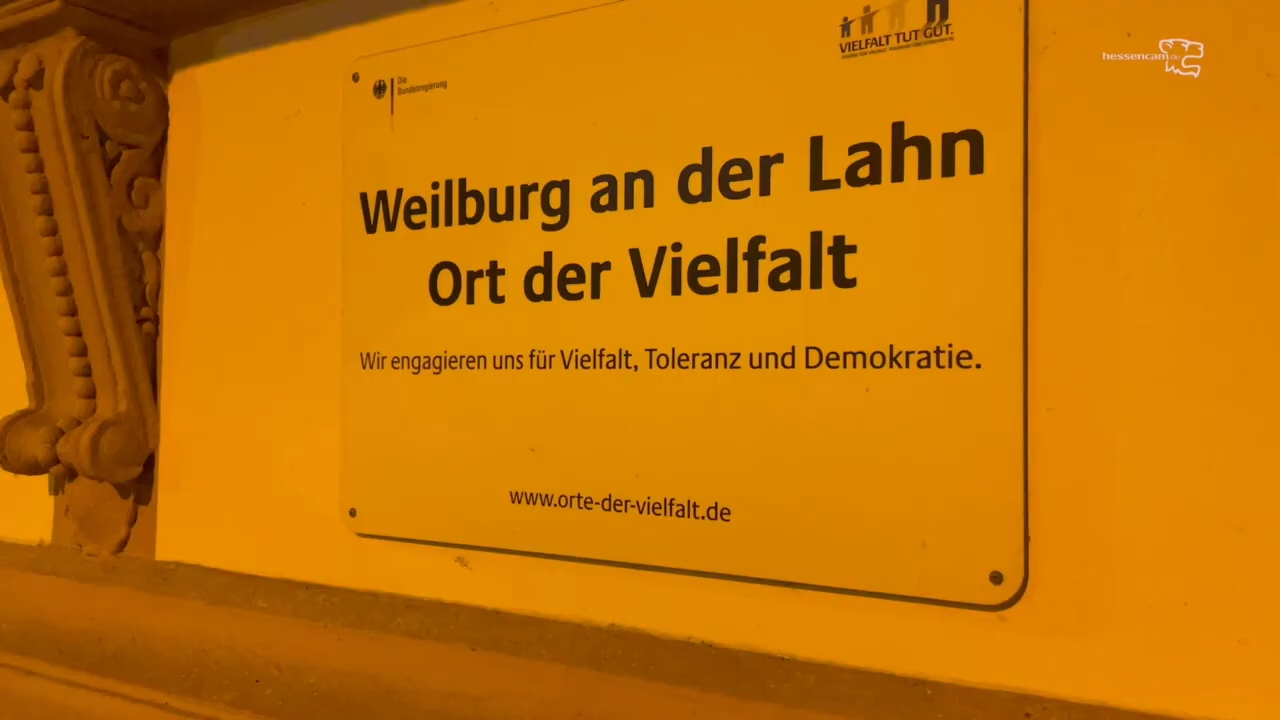 VIELFALT TUT GUT.
hessencam.de
Die
Bundesregierung
Weilburg an der Lahn
Ort der Vielfalt
Wir engagieren uns für Vielfalt, Toleranz und Demokratie.
www.orte-der-vielfalt.de